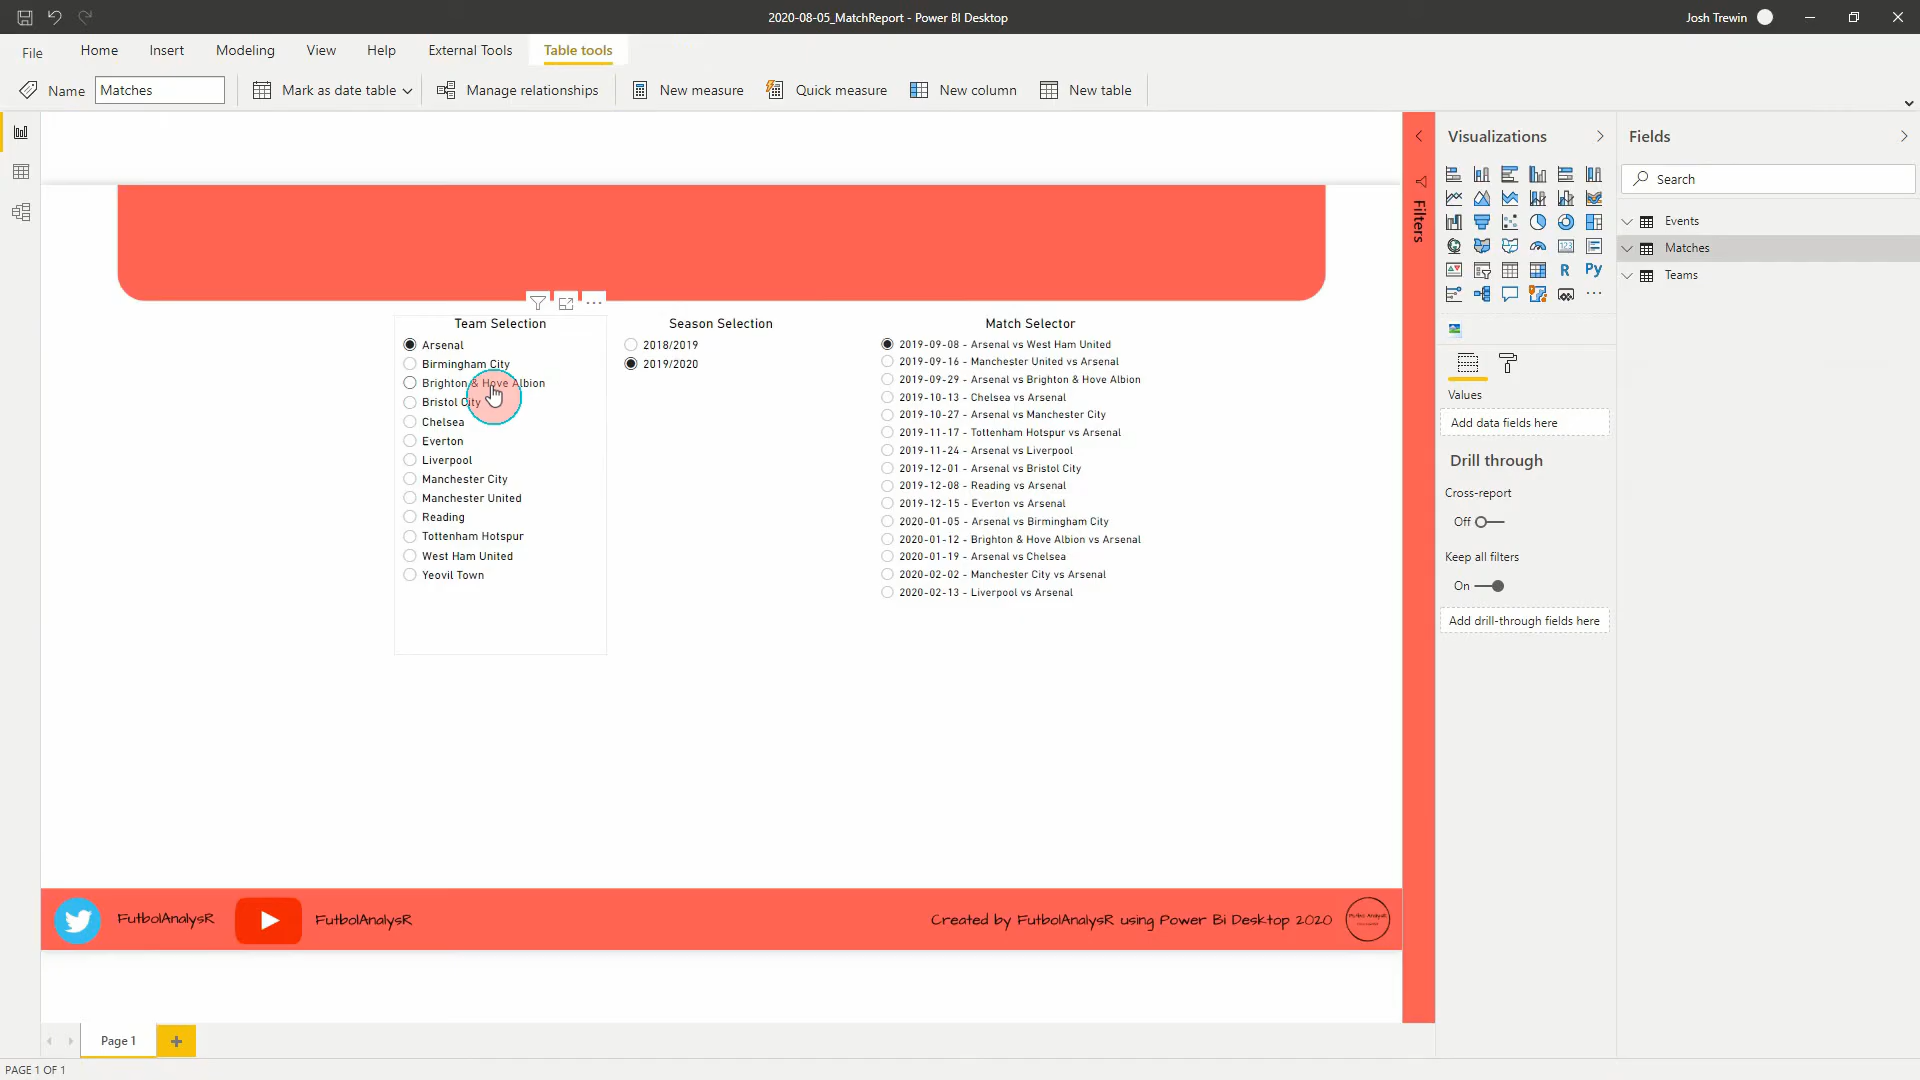 2020-08-05_MatchReport - Power BI Desktop
Josh Trewin
File
Home
Insert
Modeling
View
Help
External Tools
Table tools
Name
Matches
Mark as date table
Manage relationships
New measure
Quick measure
New column
New table
Team Selection
Arsenal
Birmingham City
Brighton & Hove Albion
Bristol City
Chelsea
Everton
Liverpool
Manchester City
Manchester United
Reading
Tottenham Hotspur
West Ham United
Yeovil Town
Season Selection
2018/2019
2019/2020
Match Selector
2019-09-08 - Arsenal vs West Ham United
2019-09-16 - Manchester United vs Arsenal
2019-09-29 - Arsenal vs Brighton & Hove Albion
2019-10-13 - Chelsea vs Arsenal
2019-10-27 - Arsenal vs Manchester City
2019-11-17 - Tottenham Hotspur vs Arsenal
2019-11-24 - Arsenal vs Liverpool
2019-12-01 - Arsenal vs Bristol City
2019-12-08 - Reading vs Arsenal
2019-12-15 - Everton vs Arsenal
2020-01-05 - Arsenal vs Birmingham City
2020-01-12 - Brighton & Hove Albion vs Arsenal
2020-01-19 - Arsenal vs Chelsea
2020-02-02 - Manchester City vs Arsenal
2020-02-13 - Liverpool vs Arsenal
Filters
Visualizations
R
Py
123
Values
Add data fields here
Drill through
Cross-report
Off
Keep all filters
On
Add drill-through fields here
Fields
Search
Events
Matches
Teams
FutbolAnalysR
FutbolAnalysR
Created by FutbolAnalysR using Power Bi Desktop 2020
Page 1
PAGE 1 OF 1